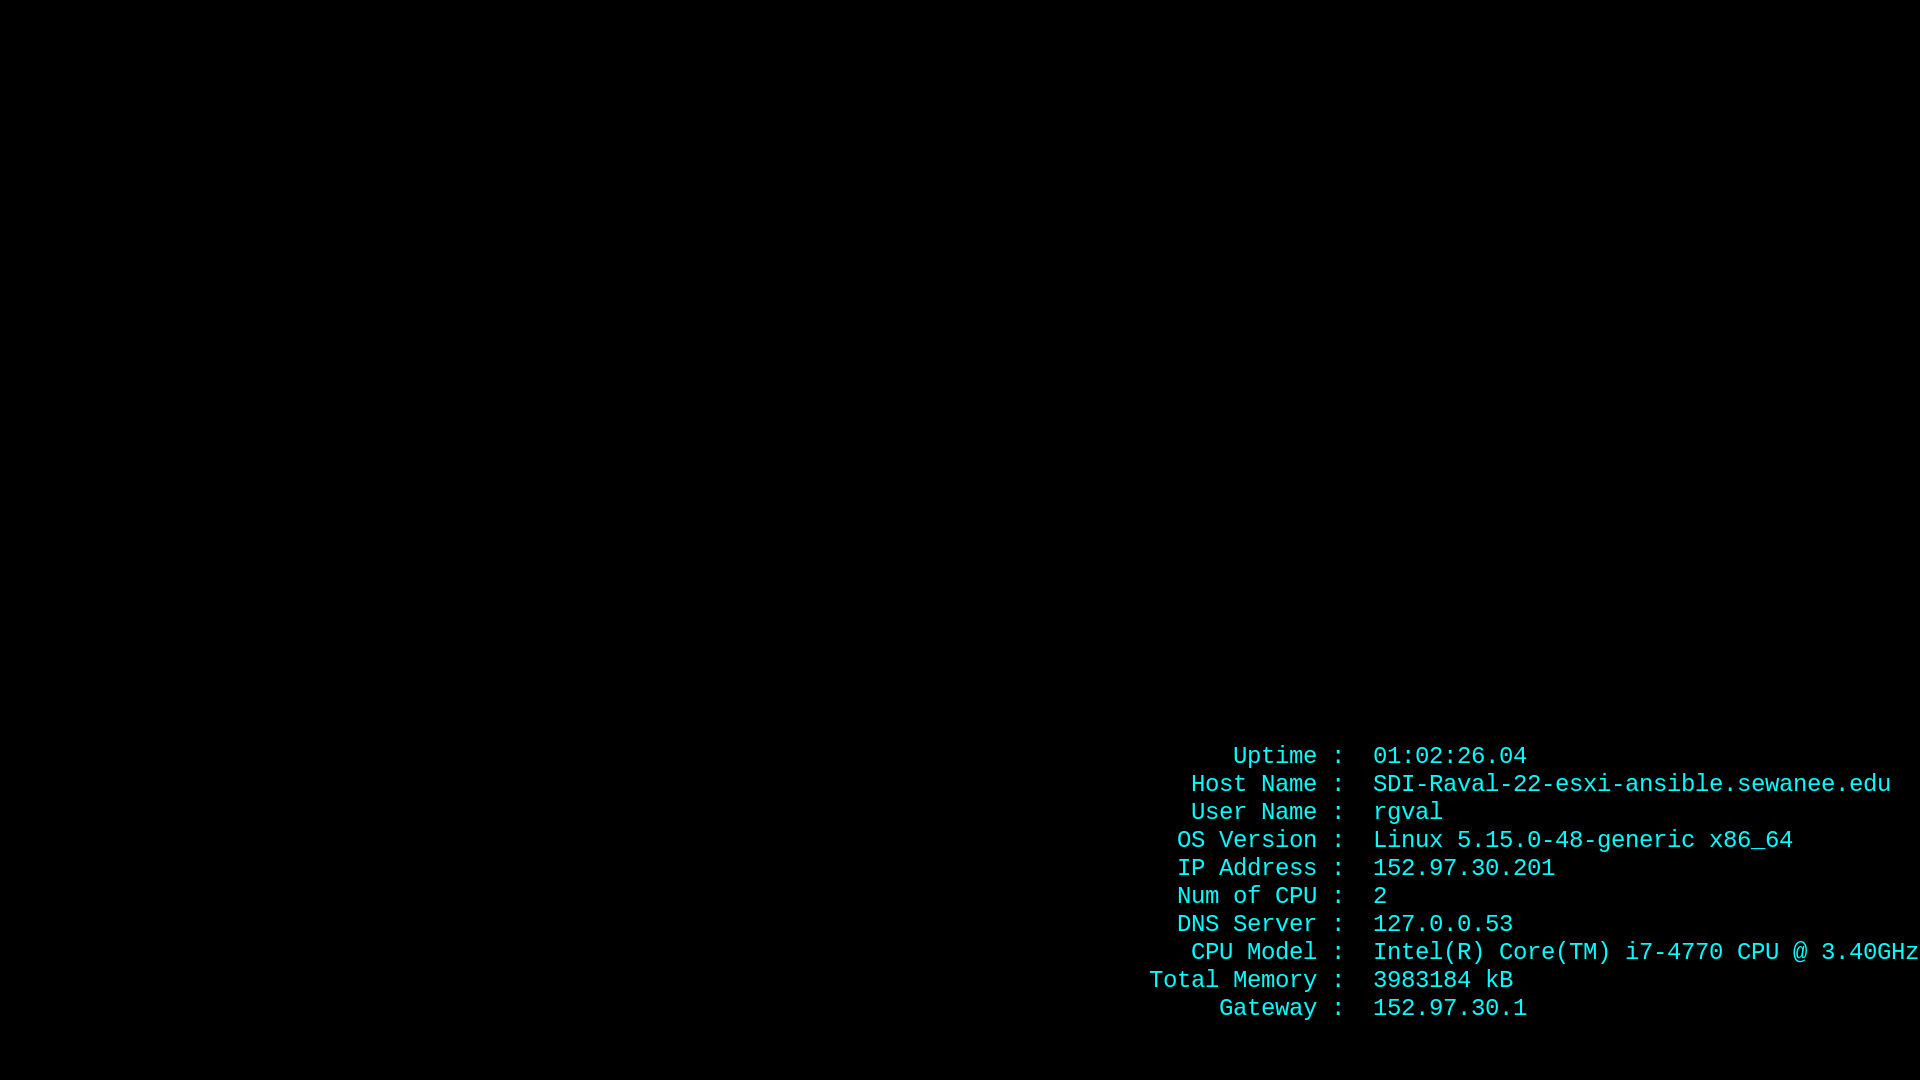 Uptime : 01:02:26.04
Host Name : SDI-Raval-22-esxi-ansible.sewanee.edu
User Name : rgval
OS Version : Linux 5.15.0-48-generic x86_64
IP Address : 152.97.30.201
Num of CPU : 2
DNS Server : 127.0.0.53
CPU Model : Intel(R) Core(TM) i7-4770 CPU @ 3.40GHz
Total Memory : 3983184 kB
Gateway : 152.97.30.1